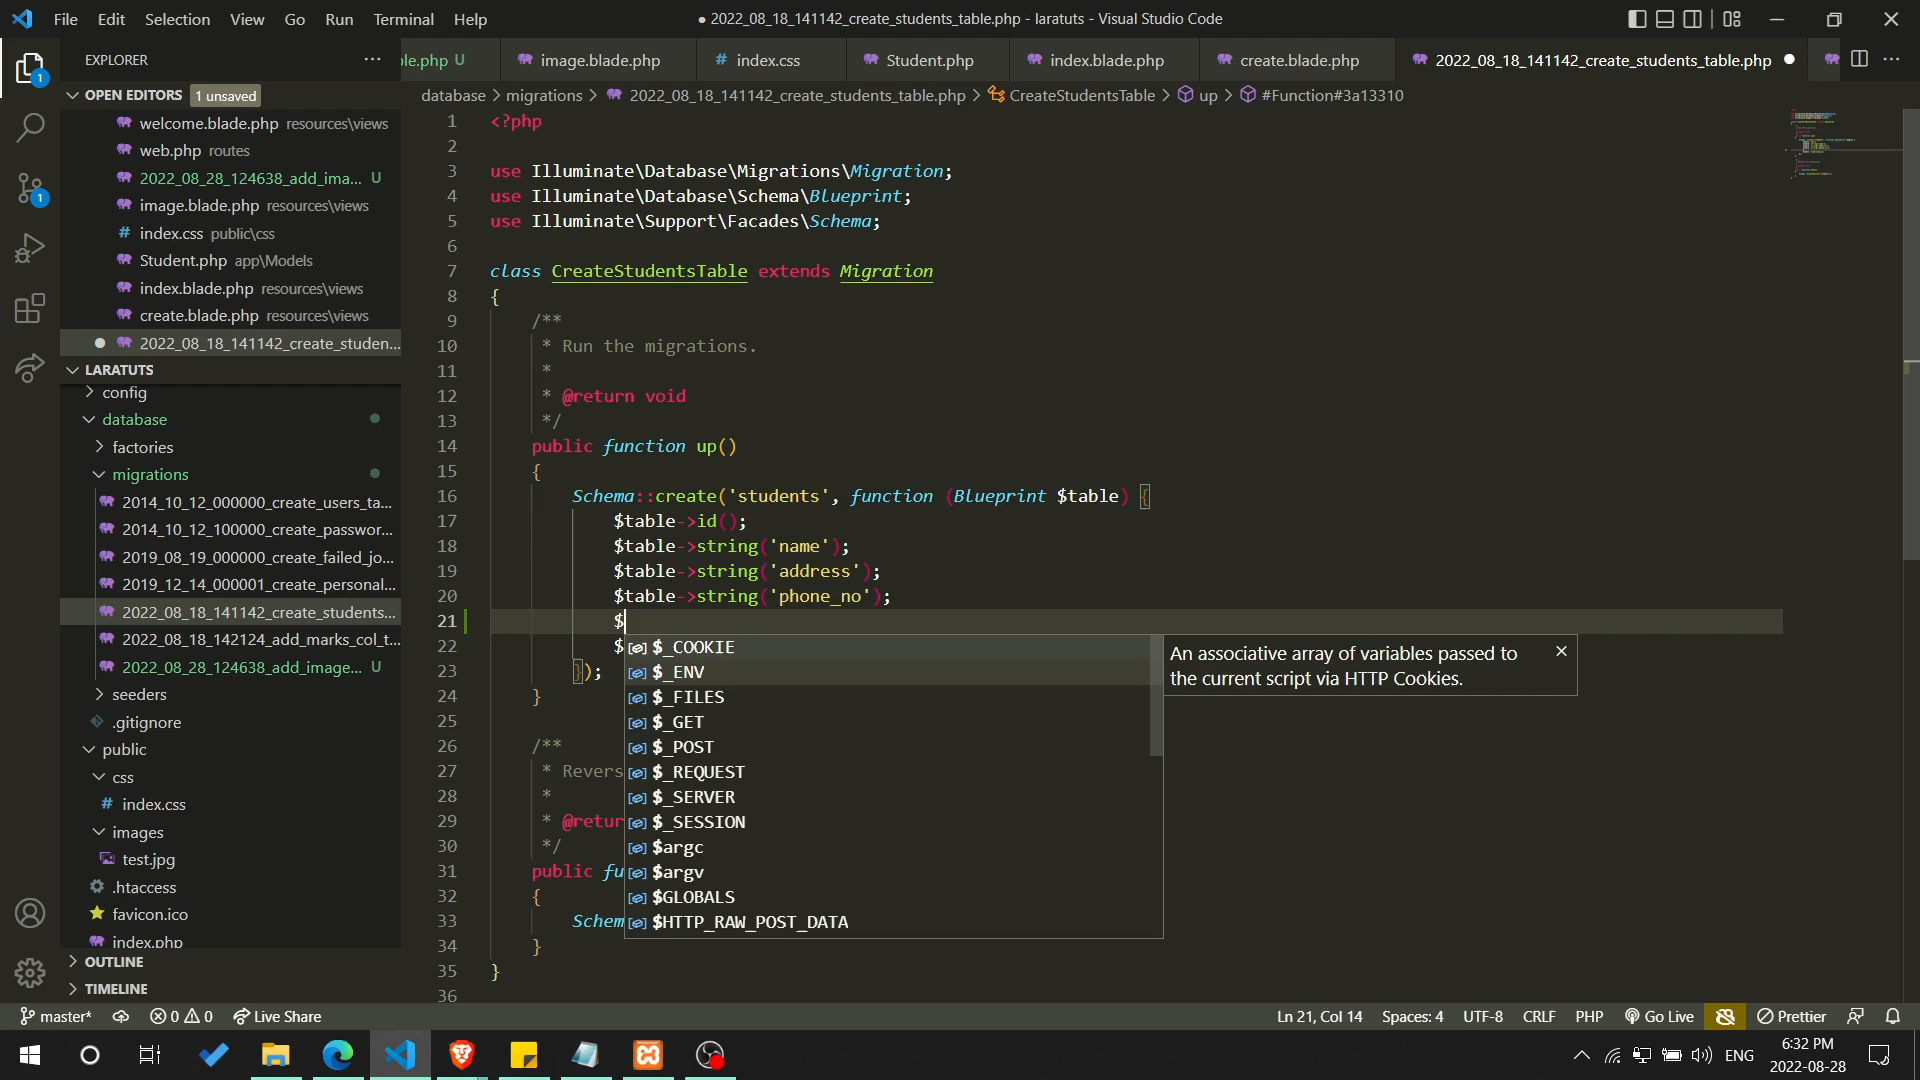 File Edit Selection View Go Run Terminal Help
● 2022_08_18_141142_create_students_table.php - laratuts - Visual Studio Code
EXPLORER
ble.php U
image.blade.php
# index.css
Student.php
index.blade.php
create.blade.php
2022_08_18_141142_create_students_table.php ●
OPEN EDITORS 1 unsaved
database > migrations > 2022_08_18_141142_create_students_table.php > CreateStudentsTable > up > #Function#3a13310
welcome.blade.php resources\views
web.php routes
2022_08_28_124638_add_ima... U
image.blade.php resources\views
# index.css public\css
Student.php app\Models
index.blade.php resources\views
create.blade.php resources\views
● 2022_08_18_141142_create_studen...
LARATUTS
config
database
factories
migrations
2014_10_12_000000_create_users_ta...
2014_10_12_100000_create_passwor...
2019_08_19_000000_create_failed_jo...
2019_12_14_000001_create_personal...
2022_08_18_141142_create_students...
2022_08_18_142124_add_marks_col_t...
2022_08_28_124638_add_image... U
seeders
.gitignore
public
css
# index.css
images
test.jpg
.htaccess
favicon.ico
index.php
OUTLINE
TIMELINE
1 <?php
2
3 use Illuminate\Database\Migrations\Migration;
4 use Illuminate\Database\Schema\Blueprint;
5 use Illuminate\Support\Facades\Schema;
6
7 class CreateStudentsTable extends Migration
8 {
9 /**
10 * Run the migrations.
11 *
12 * @return void
13 */
14 public function up()
15 {
16 Schema::create('students', function (Blueprint $table) {
17 $table->id();
18 $table->string('name');
19 $table->string('address');
20 $table->string('phone_no');
21 $
22 $
23 });
24 }
25
26 /**
27 * Revers
28 *
29 * @retur
30 */
31 public fu
32 {
33 Schem
34 }
35 }
36
$_COOKIE
$_ENV
$_FILES
$_GET
$_POST
$_REQUEST
$_SERVER
$_SESSION
$argc
$argv
$GLOBALS
$HTTP_RAW_POST_DATA
An associative array of variables passed to
the current script via HTTP Cookies.
1
1
master* 0 0 Live Share
Ln 21, Col 14 Spaces: 4 UTF-8 CRLF PHP Go Live Prettier
ENG
6:32 PM
2022-08-28